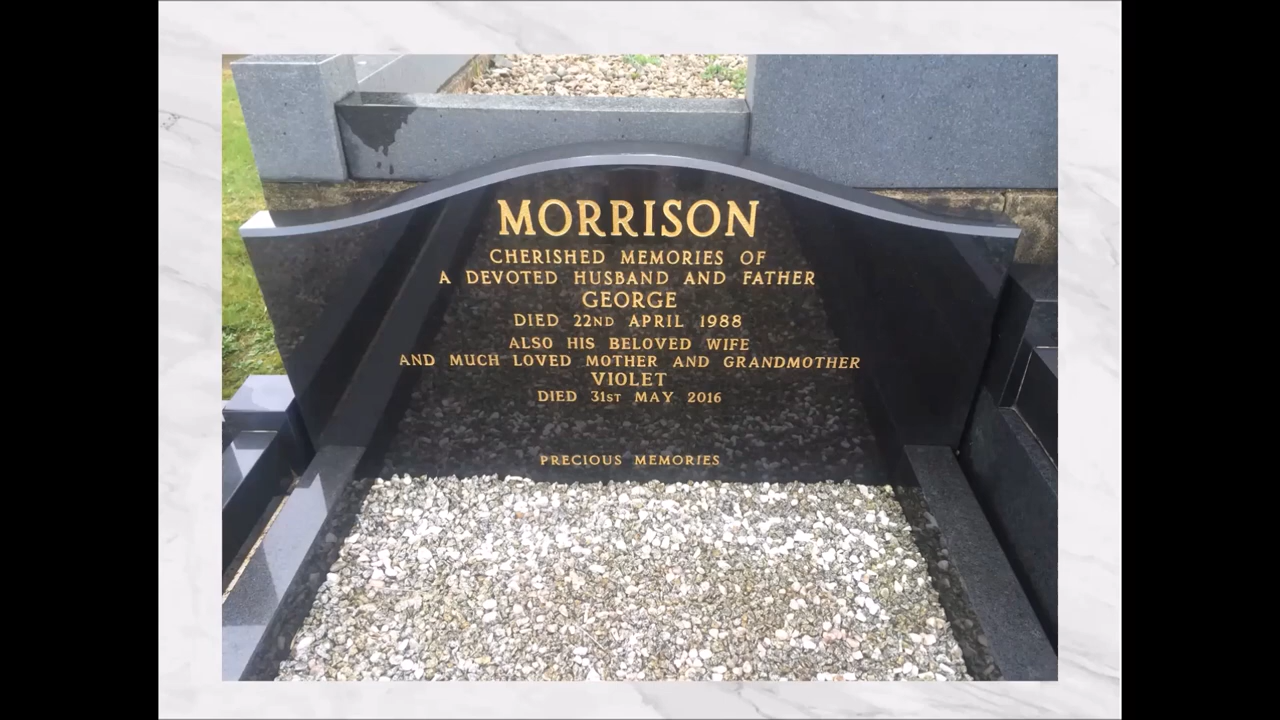 MORRISON
CHERISHED MEMORIES OF
A DEVOTED HUSBAND AND FATHER
GEORGE
DIED 22ND APRIL 1988
ALSO HIS BELOVED WIFE
AND MUCH LOVED MOTHER AND GRANDMOTHER
VIOLET
DIED 31ST MAY 2016
PRECIOUS MEMORIES